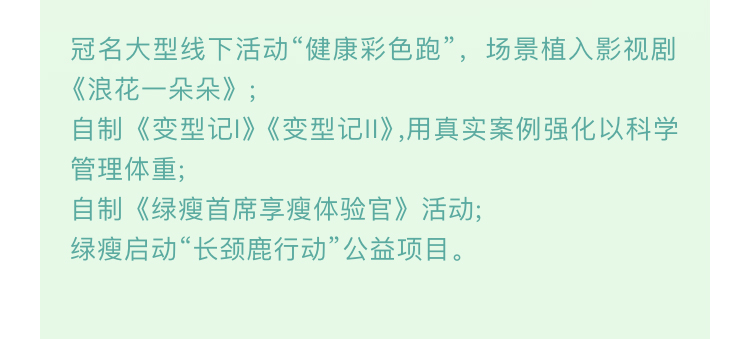 冠名大型线下活动“健康彩色跑”，场景植入影视剧
《浪花一朵朵》;
自制《变型记I》《变型记II》,用真实案例强化以科学
管理体重;
自制《绿瘦首席享瘦体验官》活动;
绿瘦启动“长颈鹿行动”公益项目。